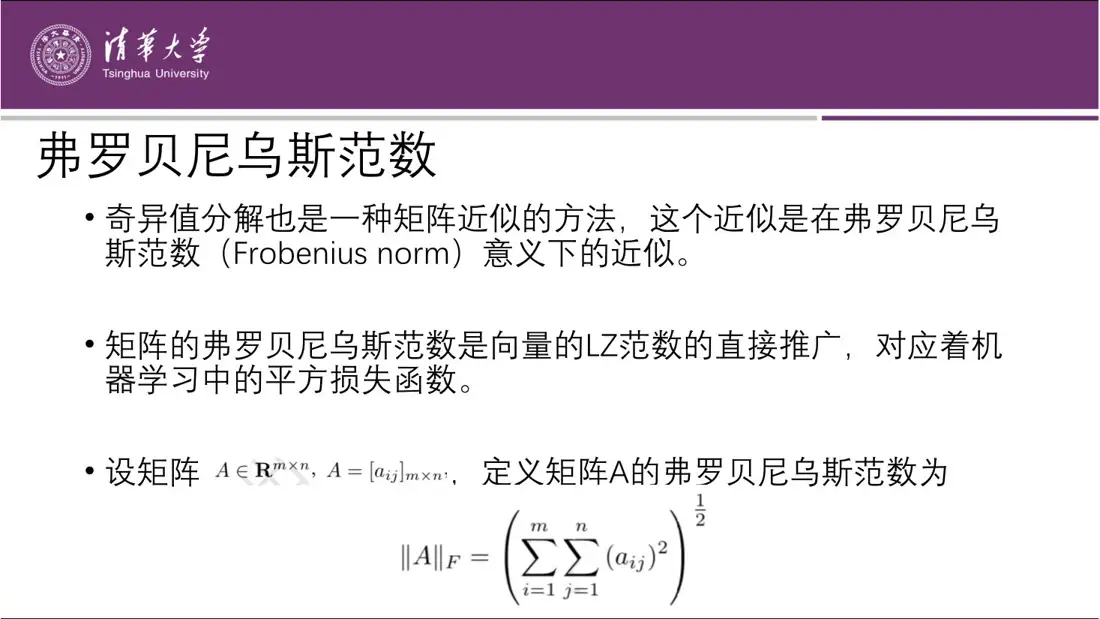 清华大学
Tsinghua University
弗罗贝尼乌斯范数
• 奇异值分解也是一种矩阵近似的方法，这个近似是在弗罗贝尼乌
斯范数（Frobenius norm）意义下的近似。
• 矩阵的弗罗贝尼乌斯范数是向量的LZ范数的直接推广，对应着机
器学习中的平方损失函数。
• 设矩阵 A ∈ R^{m×n}, A = [a_{ij}]_{m×n}, ，定义矩阵A的弗罗贝尼乌斯范数为
‖A‖_F = \left( \sum_{i=1}^{m} \sum_{j=1}^{n} (a_{ij})^2 \right)^{\frac{1}{2}}